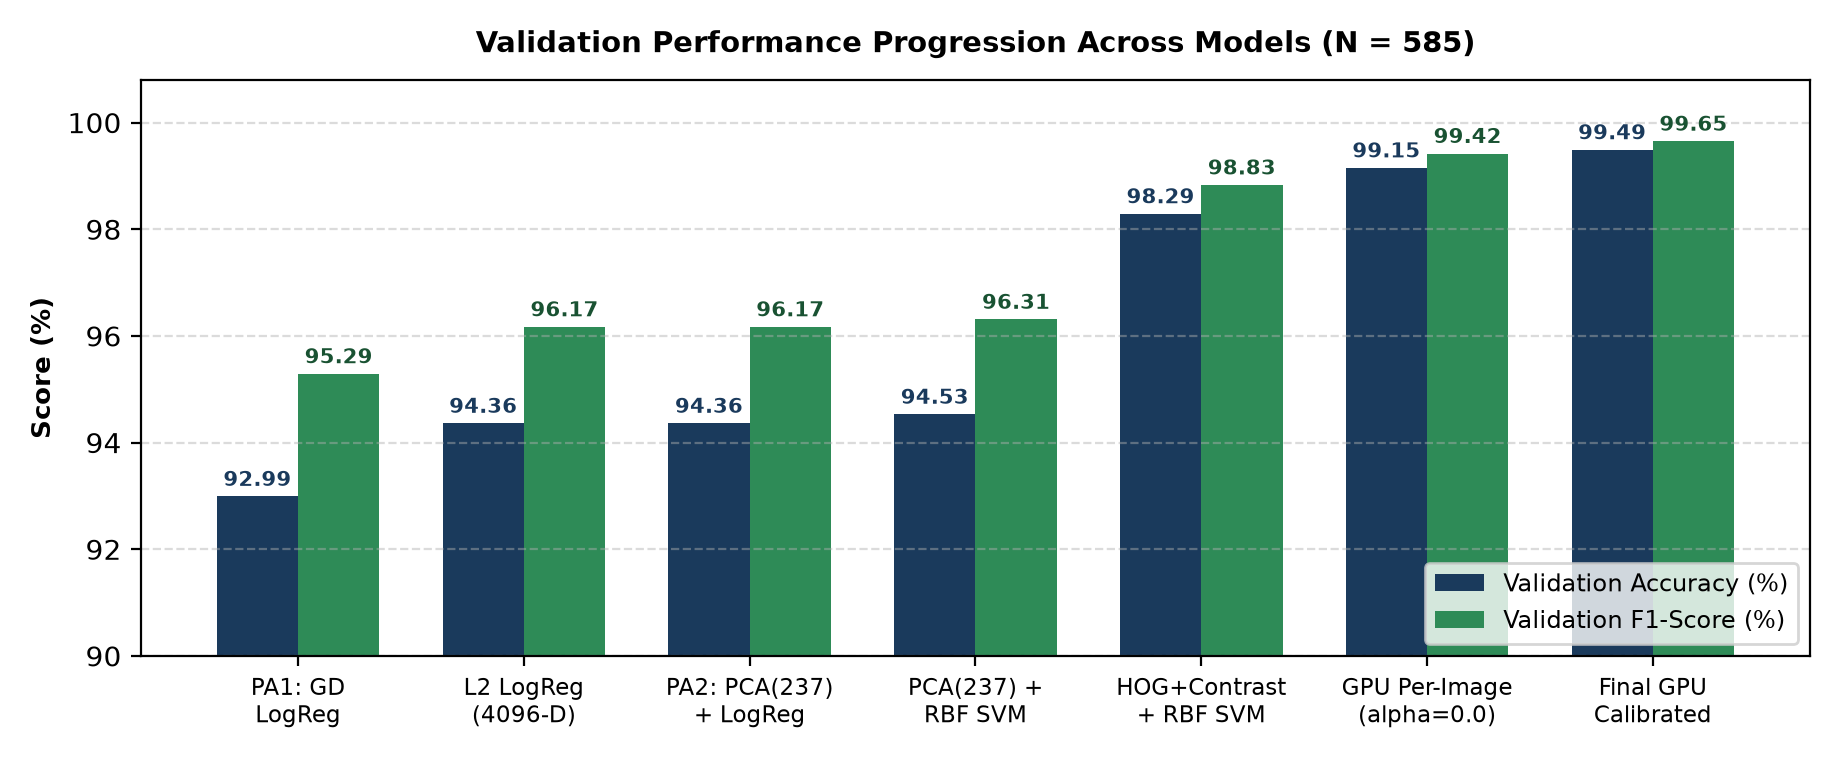 Validation Performance Progression Across Models (N = 585)
Score (%)
100
98
96
94
92
90
92.99
95.29
94.36
96.17
94.36
96.17
94.53
96.31
98.29
98.83
99.15
99.42
99.49
99.65
Validation Accuracy (%)
Validation F1-Score (%)
PA1: GD
LogReg
L2 LogReg
(4096-D)
PA2: PCA(237)
+ LogReg
PCA(237) +
RBF SVM
HOG+Contrast
+ RBF SVM
GPU Per-Image
(alpha=0.0)
Final GPU
Calibrated